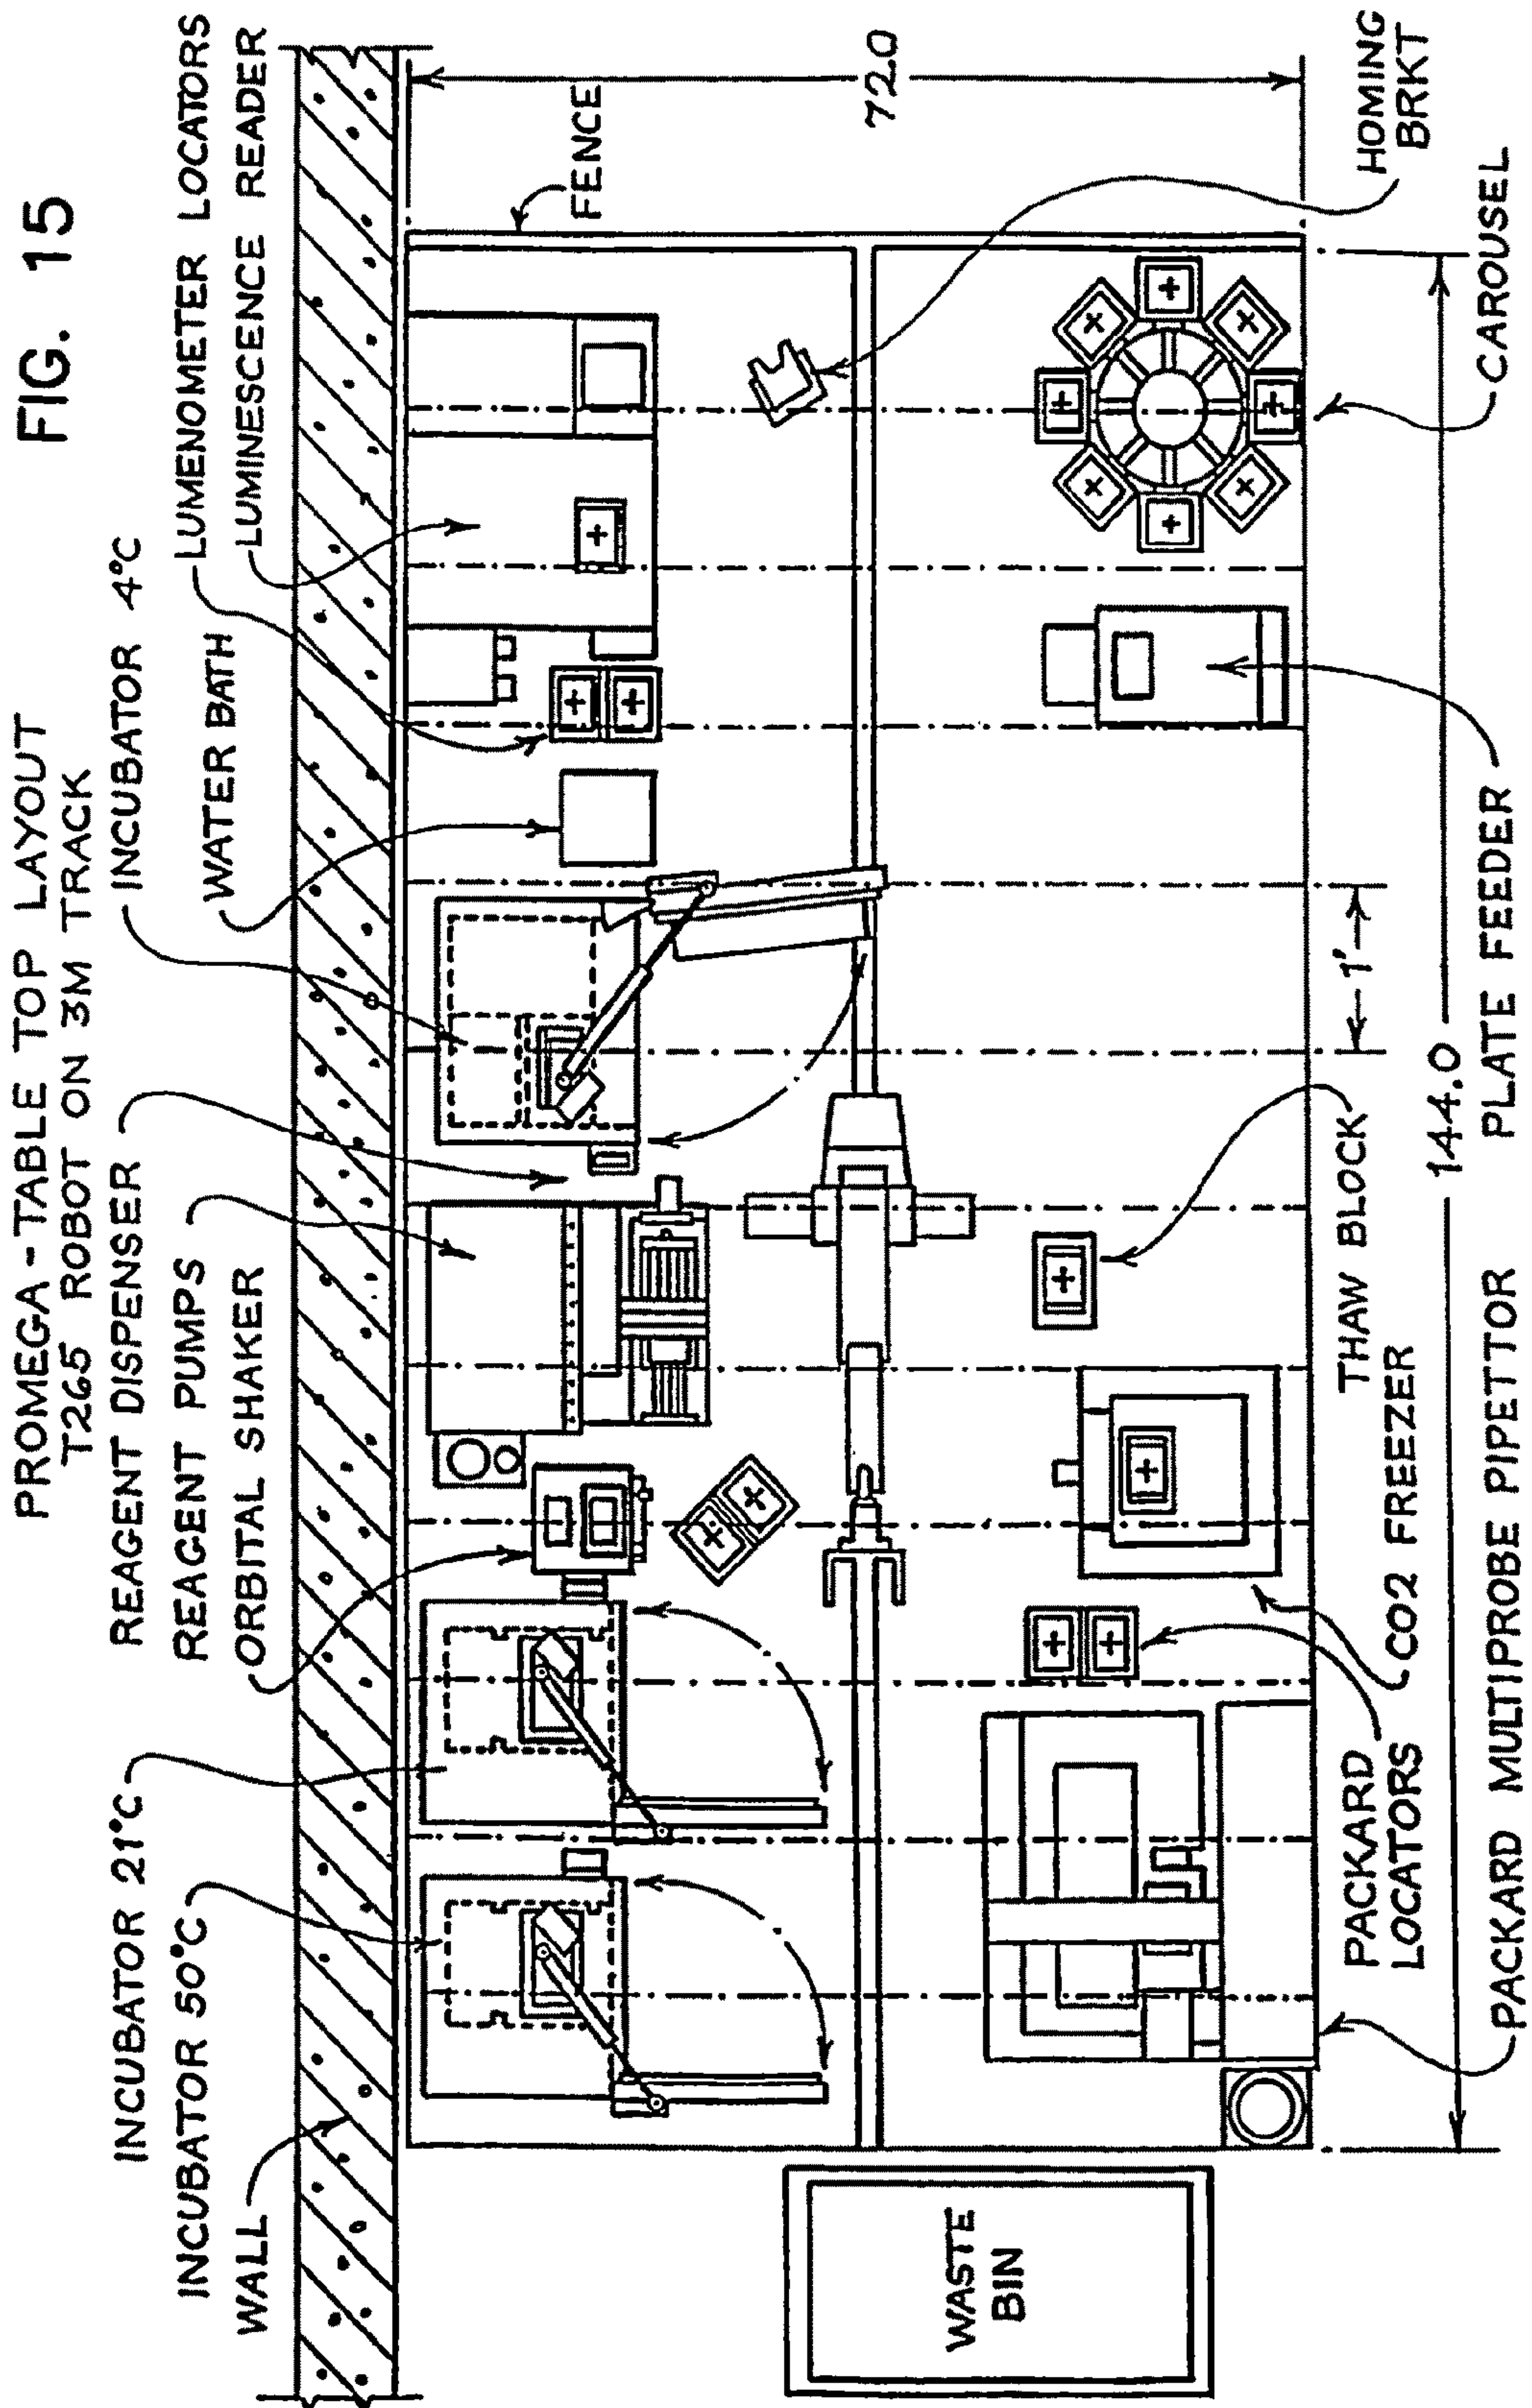 FIG. 15
PROMEGA - TABLE TOP LAYOUT
T265 ROBOT ON 3M TRACK
INCUBATOR 4°C
LUMENOMETER LOCATORS
LUMINESCENCE READER
WATER BATH
REAGENT DISPENSER
REAGENT PUMPS
ORBITAL SHAKER
INCUBATOR 21°C
INCUBATOR 50°C
WALL
FENCE
72.0
HOMING
BRKT
CAROUSEL
1'
144.0
PLATE FEEDER
THAW BLOCK
CO2 FREEZER
PACKARD
LOCATORS
PACKARD MULTIPROBE PIPETTOR
WASTE
BIN